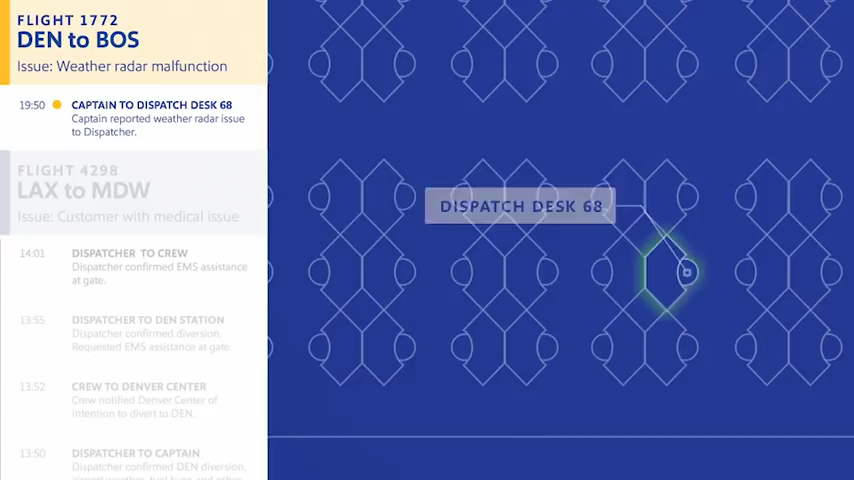 FLIGHT 1772
DEN to BOS
Issue: Weather radar malfunction
19:50 CAPTAIN TO DISPATCH DESK 68
Captain reported weather radar issue
to Dispatcher.
FLIGHT 4298
LAX to MDW
Issue: Customer with medical issue
14:01 DISPATCHER TO CREW
Dispatcher confirmed EMS assistance
at gate.
13:55 DISPATCHER TO DEN STATION
Dispatcher confirmed diversion.
Requested EMS assistance at gate.
13:52 CREW TO DENVER CENTER
Crew notified Denver Center of
Intention to divert to DEN.
13:50 DISPATCHER TO CAPTAIN
Dispatcher confirmed DEN diversion,
DISPATCH DESK 68